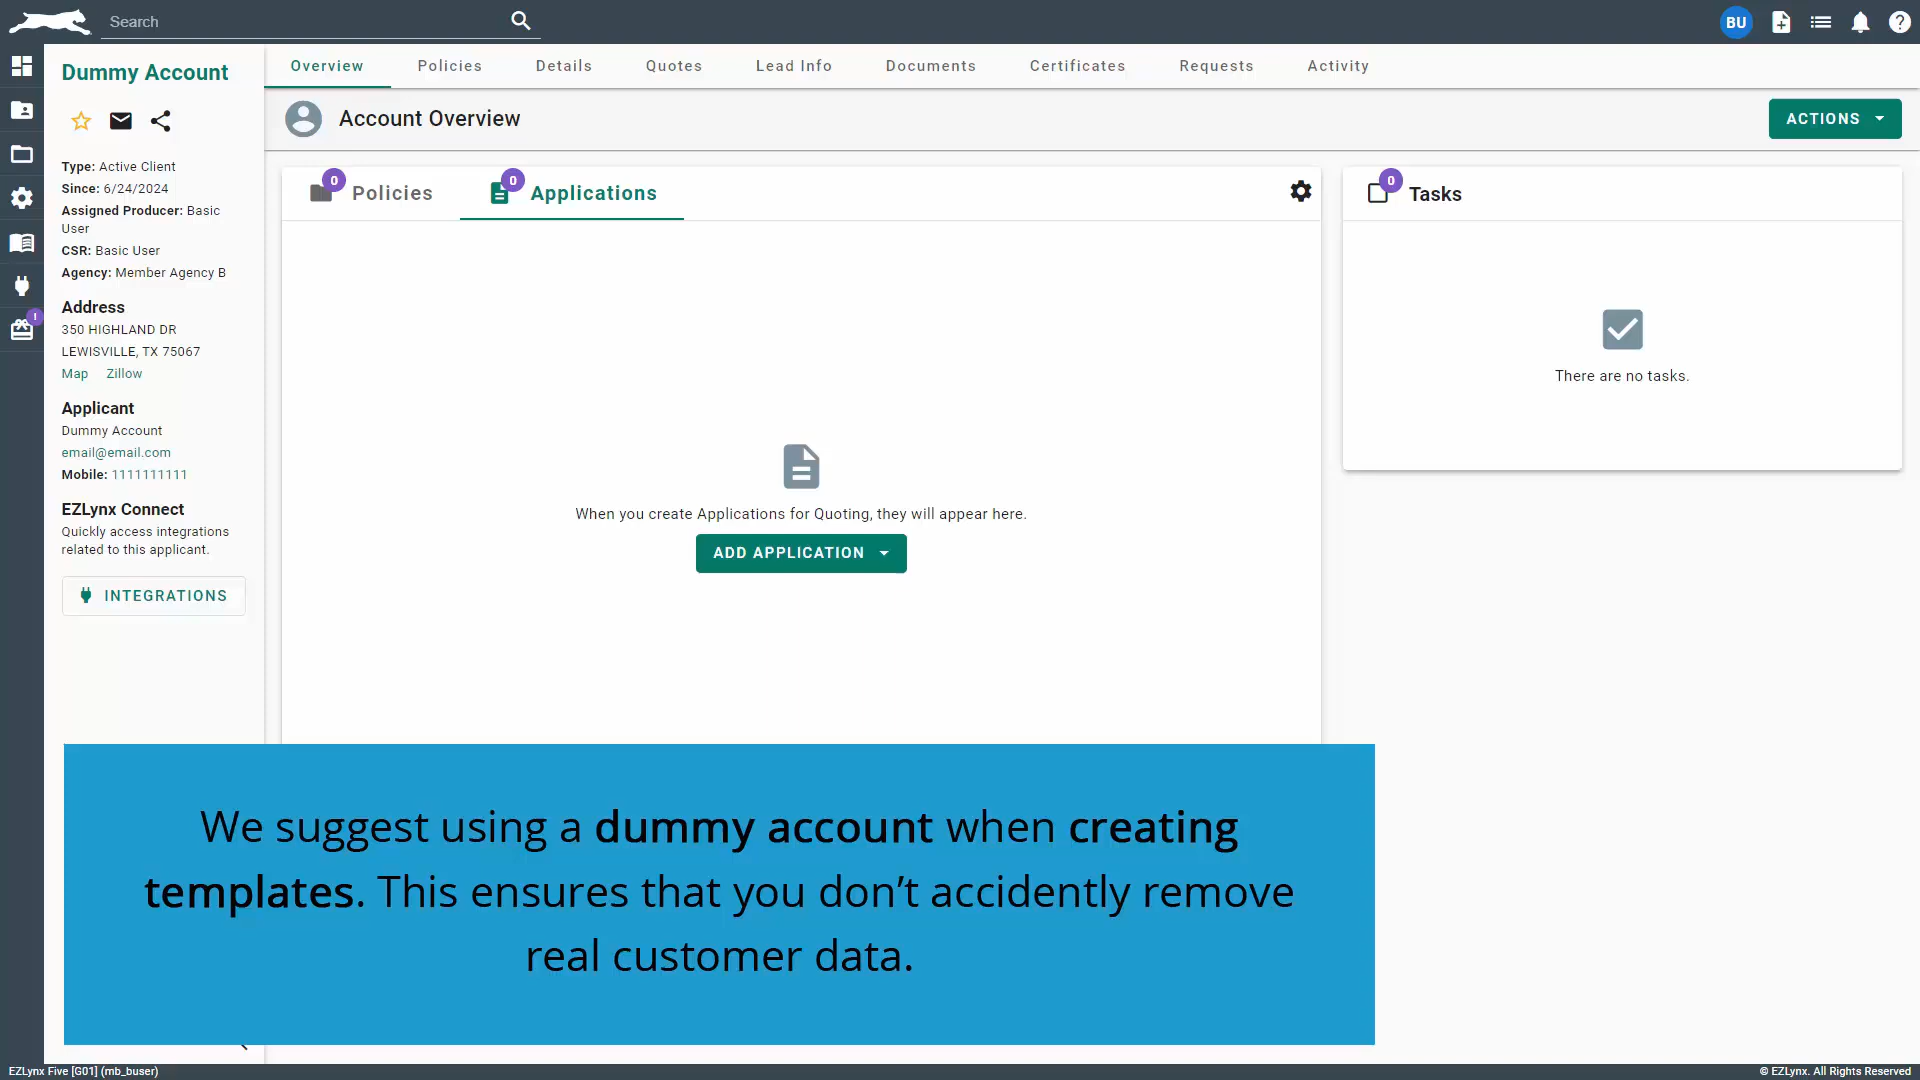 Search
BU
Dummy Account
Overview
Policies
Details
Quotes
Lead Info
Documents
Certificates
Requests
Activity
Account Overview
ACTIONS
Type: Active Client
Since: 6/24/2024
Assigned Producer: Basic
User
CSR: Basic User
Agency: Member Agency B
Address
350 HIGHLAND DR
LEWISVILLE, TX 75067
Map Zillow
Applicant
Dummy Account
email@email.com
Mobile: 1111111111
EZLynx Connect
Quickly access integrations
related to this applicant.
INTEGRATIONS
1
0
Policies
0
Applications
0
Tasks
There are no tasks.
When you create Applications for Quoting, they will appear here.
ADD APPLICATION
We suggest using a dummy account when creating
templates. This ensures that you don’t accidently remove
real customer data.
EZLynx Five [G01] (mb_buser)
© EZLynx. All Rights Reserved